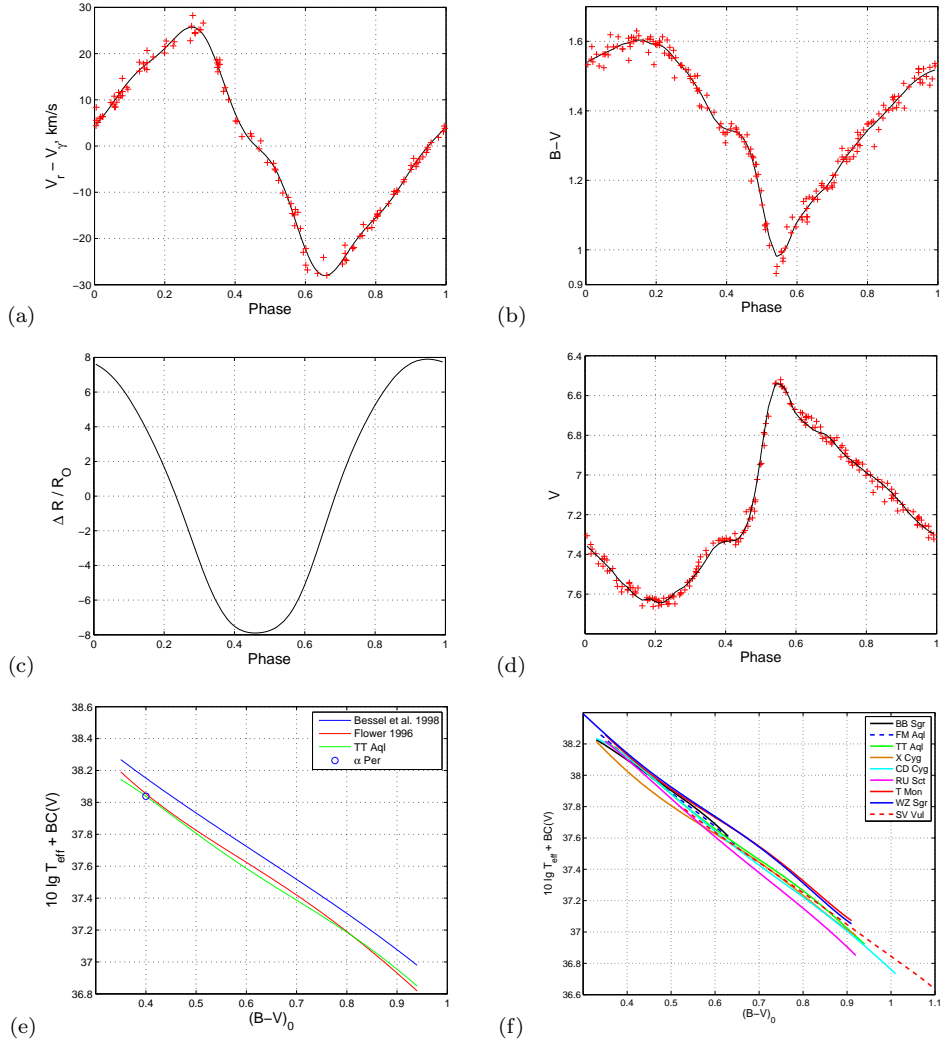 30
20
10
0
−10
−20
−30
0 0.2 0.4 0.6 0.8 1
V_r − V_γ, km/s
Phase
(a)
1.6
1.4
1.2
1
0.9
0 0.2 0.4 0.6 0.8 1
B−V
Phase
(b)
8
6
4
2
0
−2
−4
−6
−8
0 0.2 0.4 0.6 0.8 1
Δ R / R_O
Phase
(c)
6.4
6.6
6.8
7
7.2
7.4
7.6
0 0.2 0.4 0.6 0.8 1
V
Phase
(d)
38.6
38.4
38.2
38
37.8
37.6
37.4
37.2
37
36.8
0.4 0.5 0.6 0.7 0.8 0.9 1
10 lg T_eff + BC(V)
(B−V)_0
Bessel et al. 1998
Flower 1996
TT Aql
α Per
(e)
38.2
38
37.8
37.6
37.4
37.2
37
36.8
36.6
0.4 0.5 0.6 0.7 0.8 0.9 1 1.1
10 lg T_eff + BC(V)
(B−V)_0
BB Sgr
FM Aql
TT Aql
X Cyg
CD Cyg
RU Sct
T Mon
WZ Sgr
SV Vul
(f)